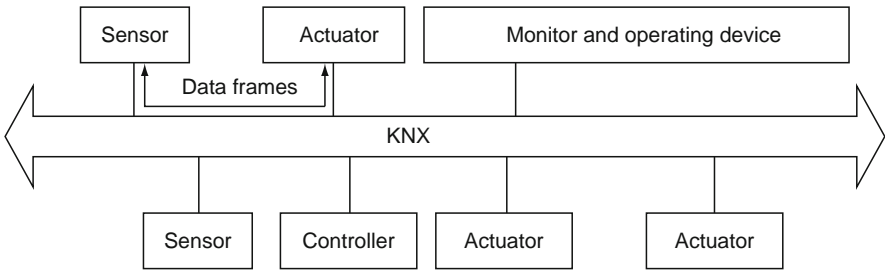 Sensor
Actuator
Monitor and operating device
Data frames
KNX
Sensor
Controller
Actuator
Actuator